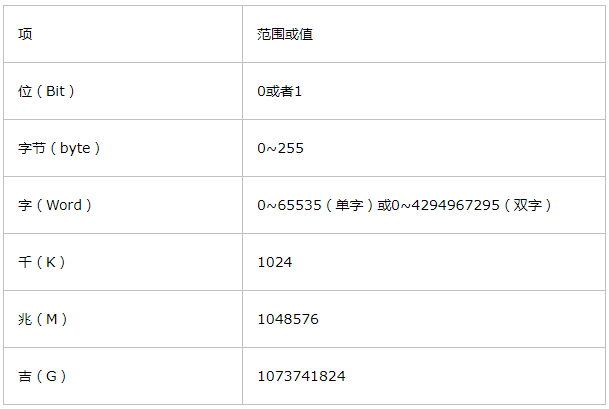 项 范围或值
位（Bit） 0或者1
字节（byte） 0~255
字（Word） 0~65535（单字）或0~4294967295（双字）
千（K） 1024
兆（M） 1048576
吉（G） 1073741824